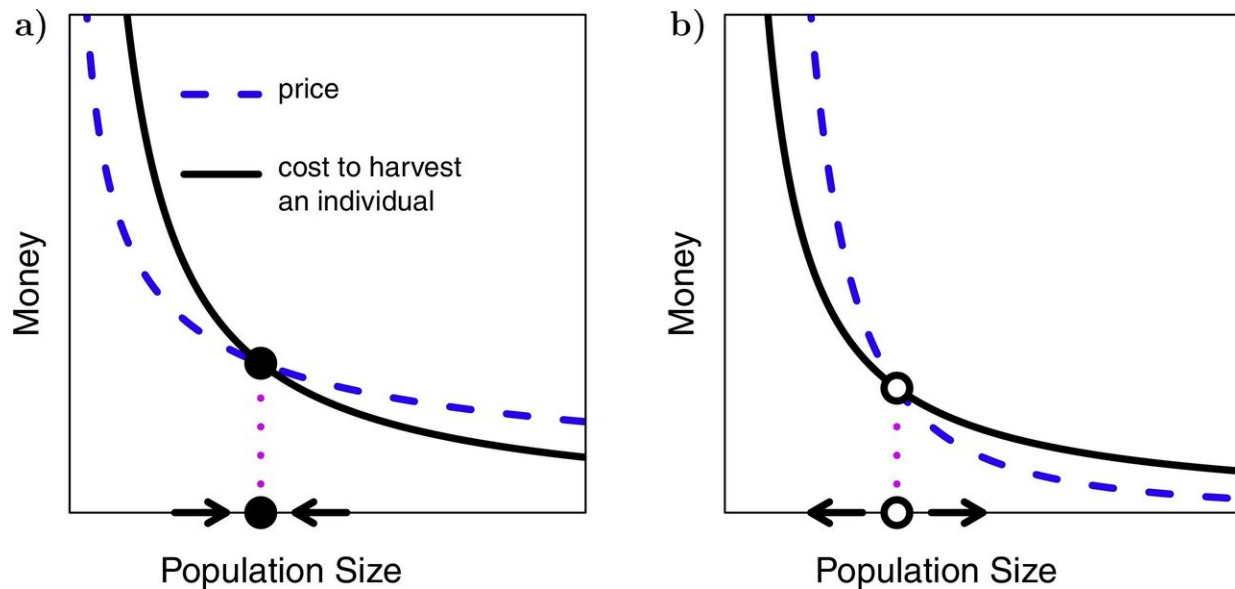 a)
price
cost to harvest
an individual
Money
Population Size
b)
Money
Population Size